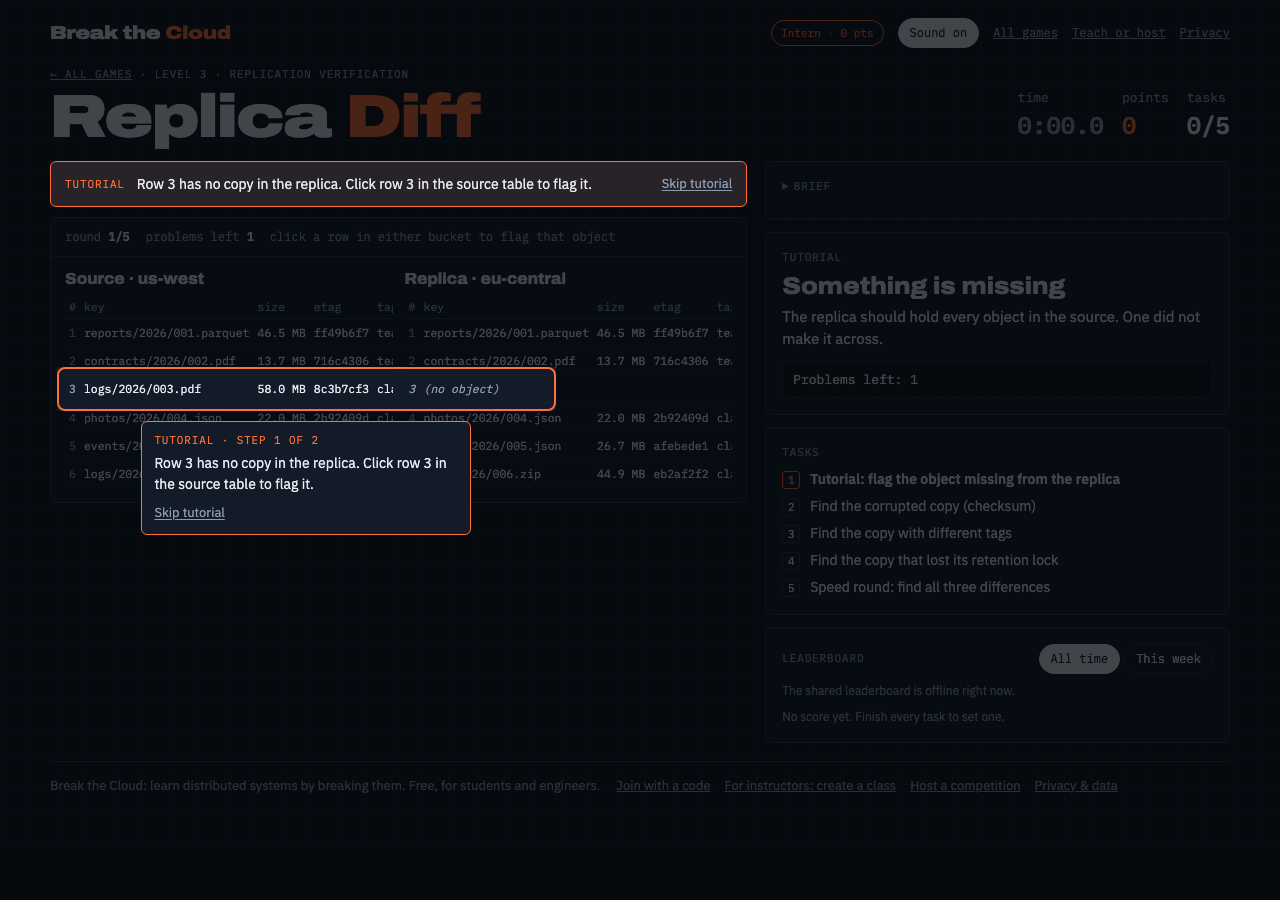 Break the Cloud
Intern · 0 pts
Sound on
All games
Teach or host
Privacy
← ALL GAMES · LEVEL 3 · REPLICATION VERIFICATION
Replica Diff
time
0:00.0
points
0
tasks
0/5
TUTORIAL Row 3 has no copy in the replica. Click row 3 in the source table to flag it. Skip tutorial
round 1/5 problems left 1 click a row in either bucket to flag that object
Source · us-west
# key size etag
1 reports/2026/001.parquet 46.5 MB ff49b6f7
2 contracts/2026/002.pdf 13.7 MB 716c4306
3 logs/2026/003.pdf 58.0 MB 8c3b7cf3
4 photos/2026/004.json 22.0 MB 2b92409d
5
6
Replica · eu-central
# key size etag
1 reports/2026/001.parquet 46.5 MB ff49b6f7
2 contracts/2026/002.pdf 13.7 MB 716c4306
3 (no object)
4 photos/2026/004.json 22.0 MB 2b92409d
26.7 MB afebede1
44.9 MB eb2af2f2
TUTORIAL · STEP 1 OF 2
Row 3 has no copy in the replica. Click row 3 in
the source table to flag it.
Skip tutorial
▶ BRIEF
TUTORIAL
Something is missing
The replica should hold every object in the source. One did not
make it across.
Problems left: 1
TASKS
1 Tutorial: flag the object missing from the replica
2 Find the corrupted copy (checksum)
3 Find the copy with different tags
4 Find the copy that lost its retention lock
5 Speed round: find all three differences
LEADERBOARD
All time
This week
The shared leaderboard is offline right now.
No score yet. Finish every task to set one.
Break the Cloud: learn distributed systems by breaking them. Free, for students and engineers. Join with a code For instructors: create a class Host a competition Privacy & data